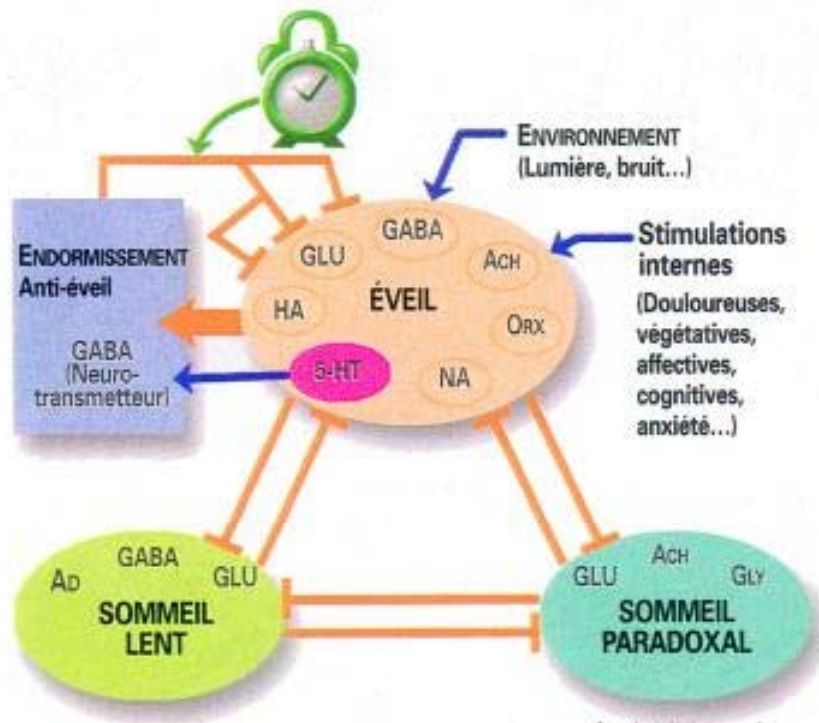 ENVIRONNEMENT
(Lumière, bruit...)
ENDORMISSEMENT
Anti-éveil
GABA
(Neuro-
transmetteur)
GABA
GLU
ACH
HA
ÉVEIL
ORX
5-HT
NA
Stimulations
internes
(Douloureuses,
végétatives,
affectives,
cognitives,
anxiété...)
GABA
AD
GLU
SOMMEIL
LENT
ACH
GLU
GLY
SOMMEIL
PARADOXAL